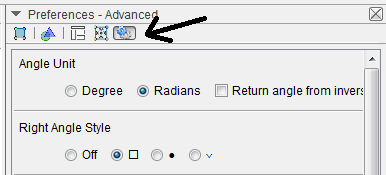 Preferences - Advanced
Angle Unit
Degree Radians Return angle from invers
Right Angle Style
Off